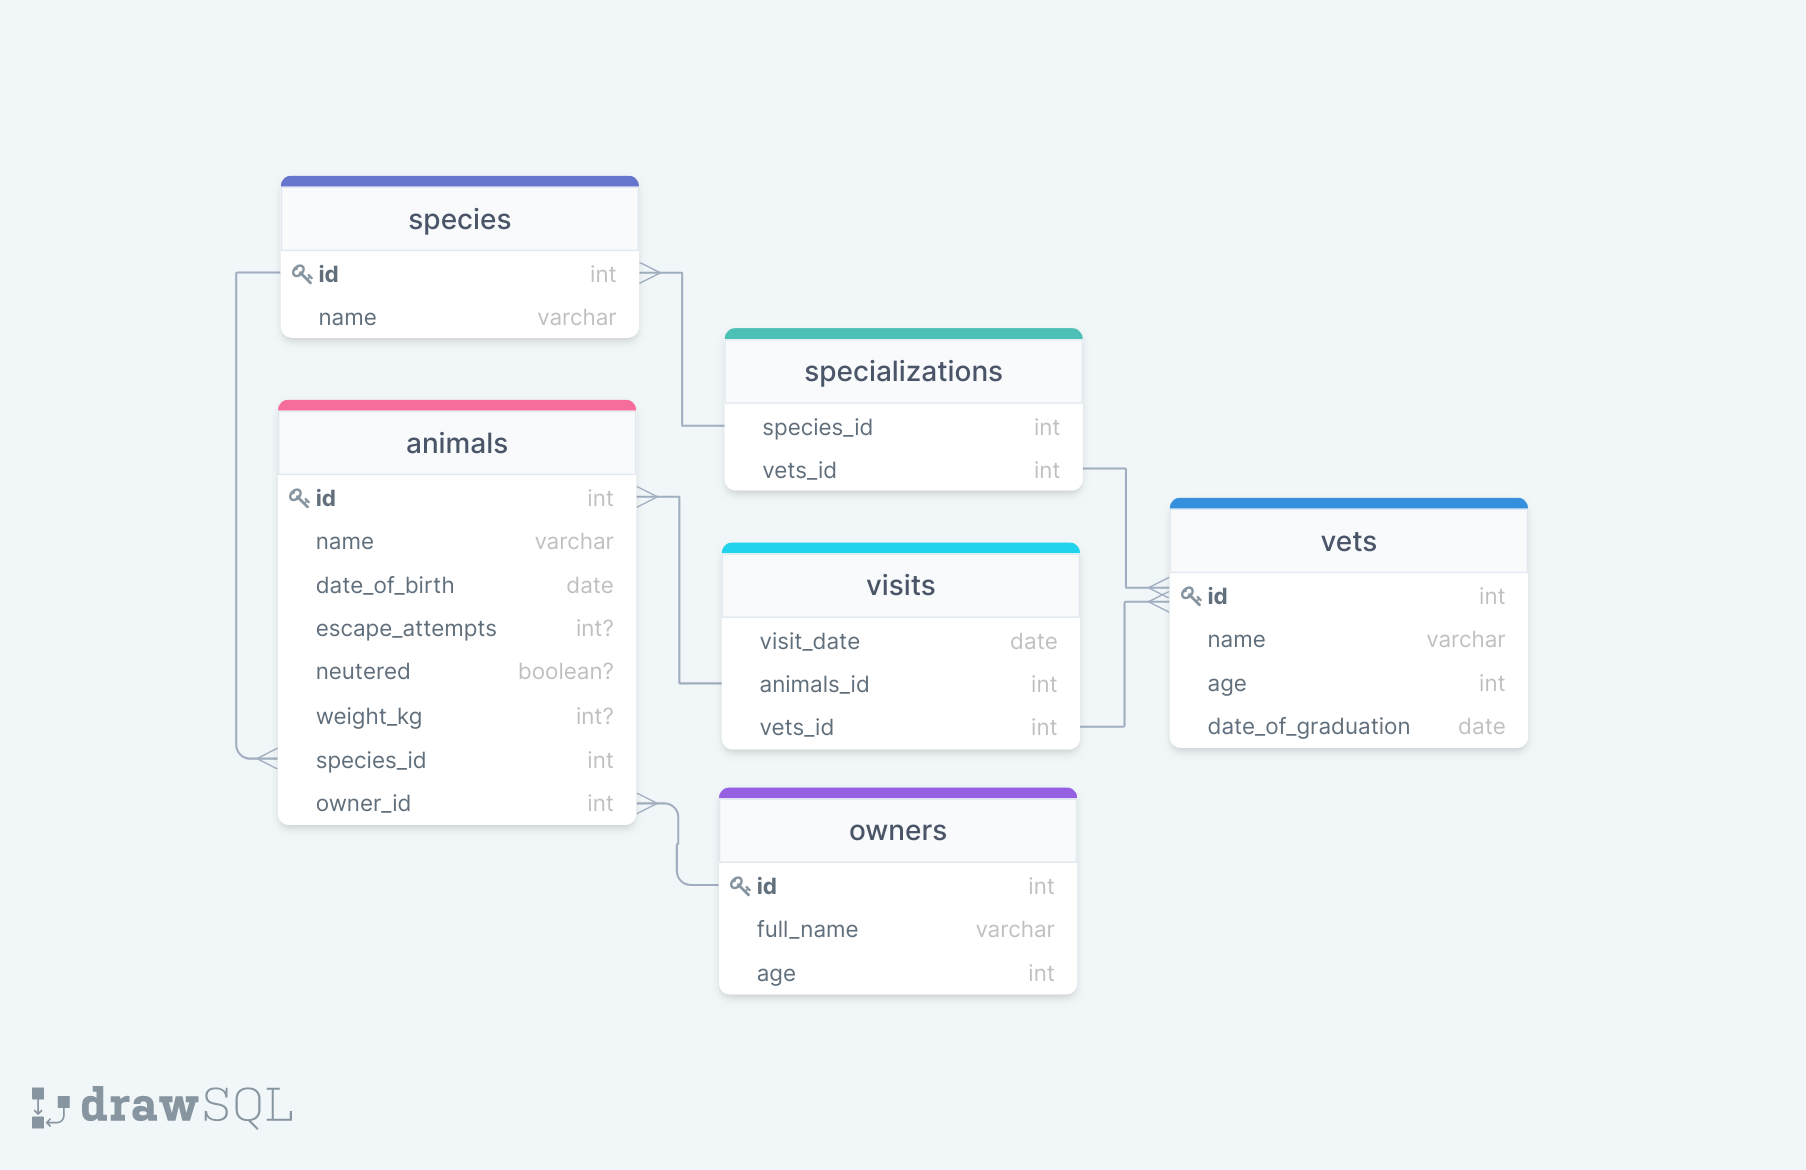 species
id int
name varchar
animals
id int
name varchar
date_of_birth date
escape_attempts int?
neutered boolean?
weight_kg int?
species_id int
owner_id int
specializations
species_id int
vets_id int
visits
visit_date date
animals_id int
vets_id int
owners
id int
full_name varchar
age int
vets
id int
name varchar
age int
date_of_graduation date
drawSQL